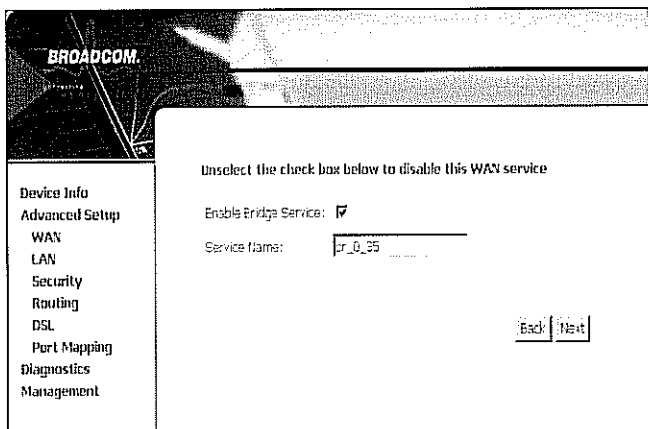 BROADCOM.
Unselect the check box below to disable this WAN service
Enable Bridge Service:
Service Name: br_0_35
Back Next
Device Info
Advanced Setup
WAN
LAN
Security
Routing
DSL
Port Mapping
Diagnostics
Management